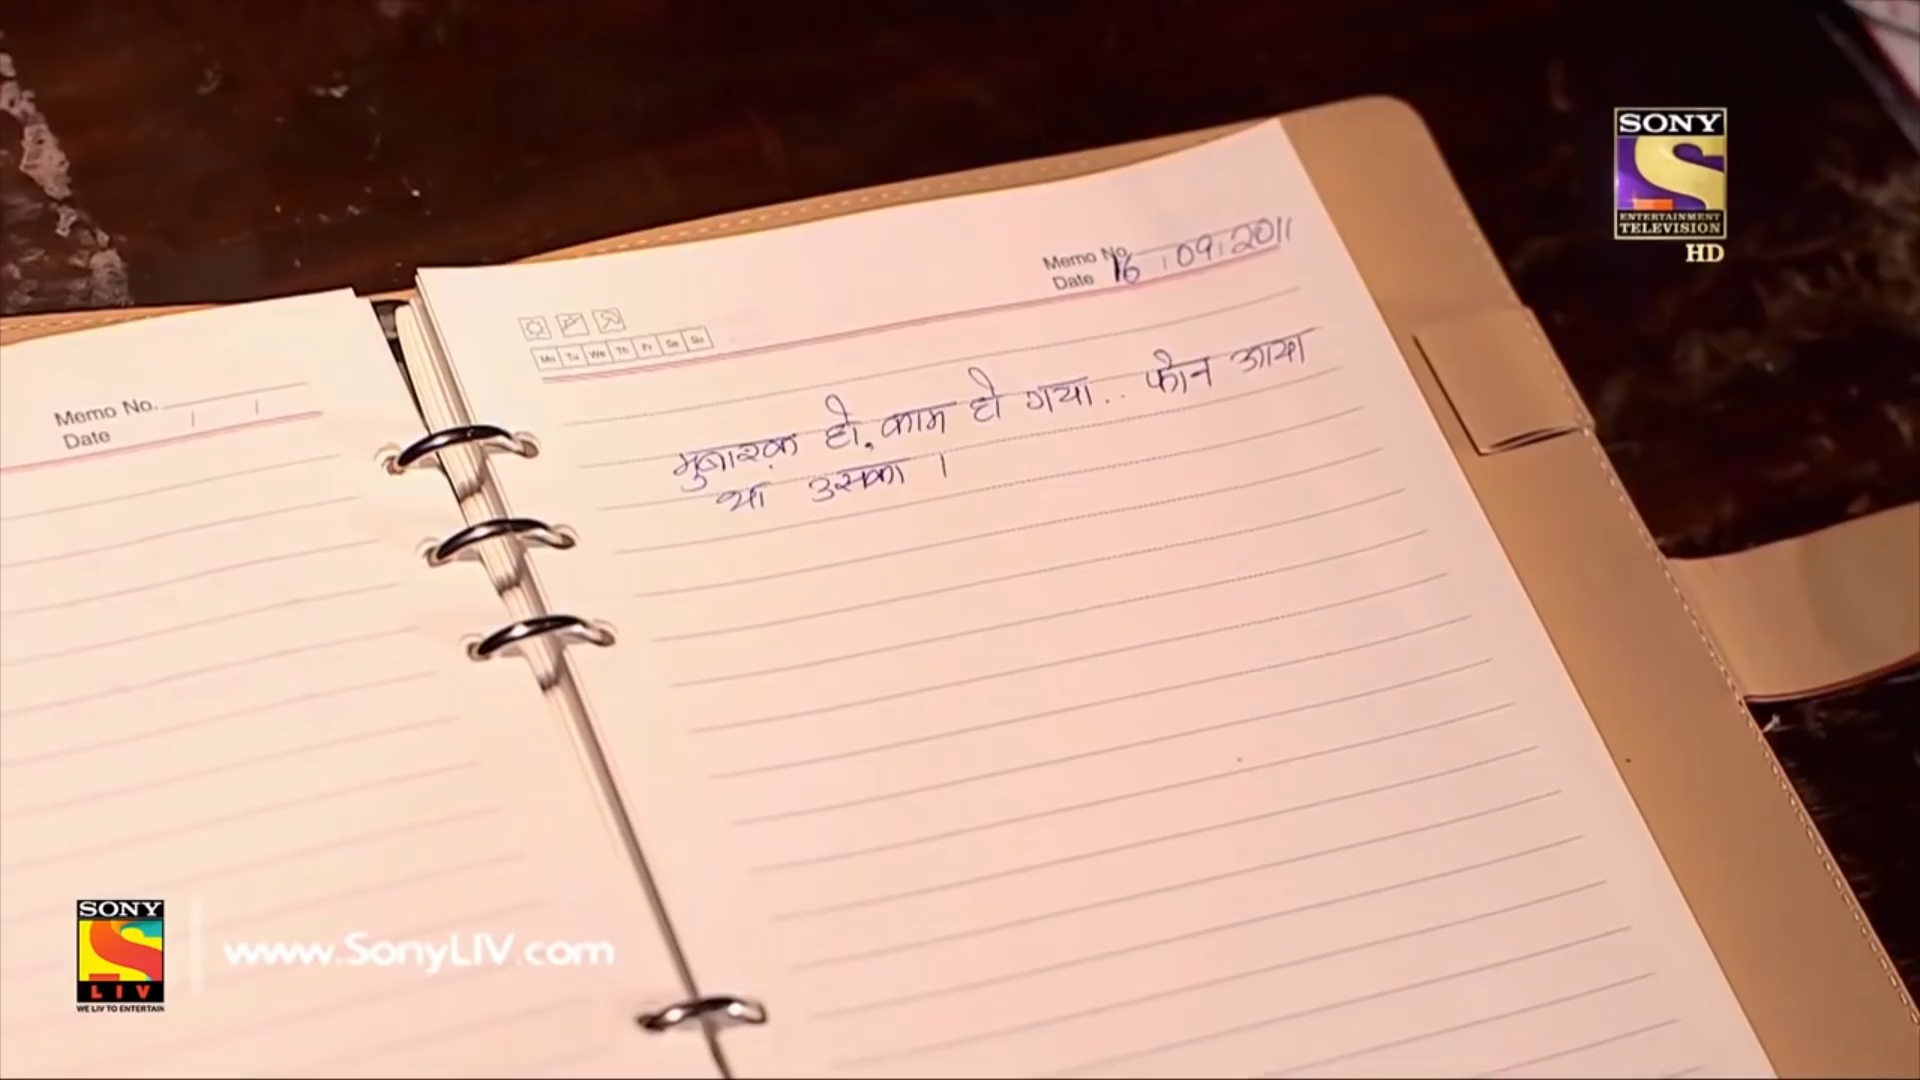 SONY
ENTERTAINMENT
TELEVISION
HD
Memo No.
Date 16 / 09 / 2011
Mo Tu We Th Fr Sa Su
मुबारक़ हो, काम हो गया.. फोन आया
था उसका ।
Memo No.
Date / /
SONY
LIV
WE LIV TO ENTERTAIN
www.SonyLIV.com